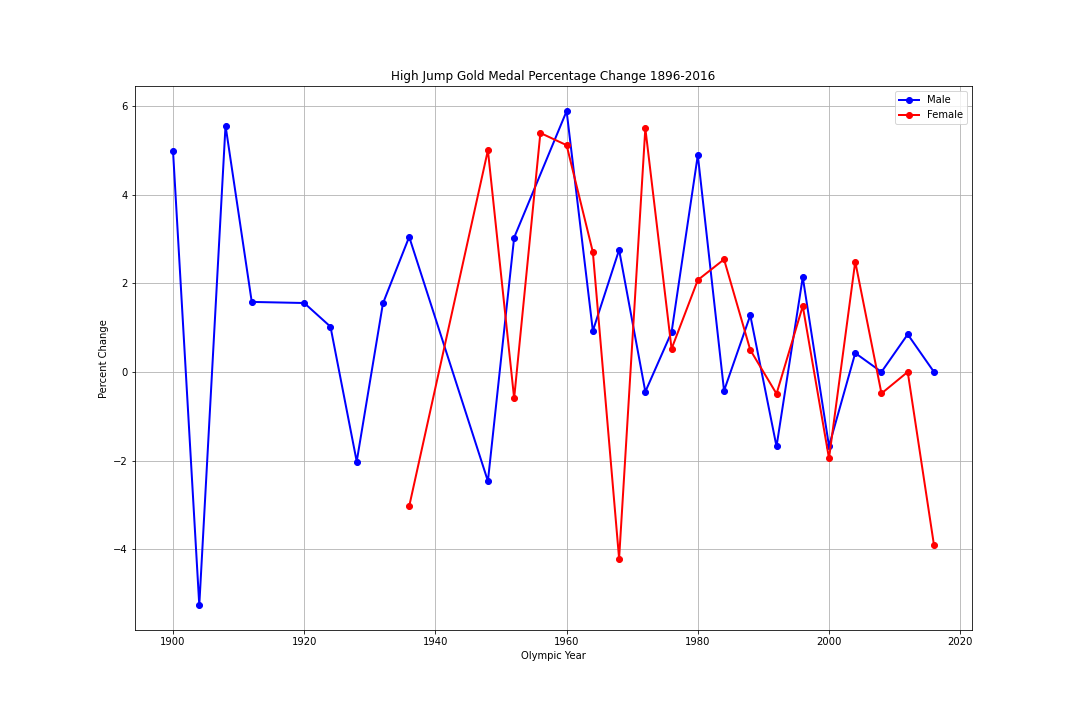 High Jump Gold Medal Percentage Change 1896-2016
Male
Female
6
4
2
0
−2
−4
Percent Change
1900
1920
1940
1960
1980
2000
2020
Olympic Year